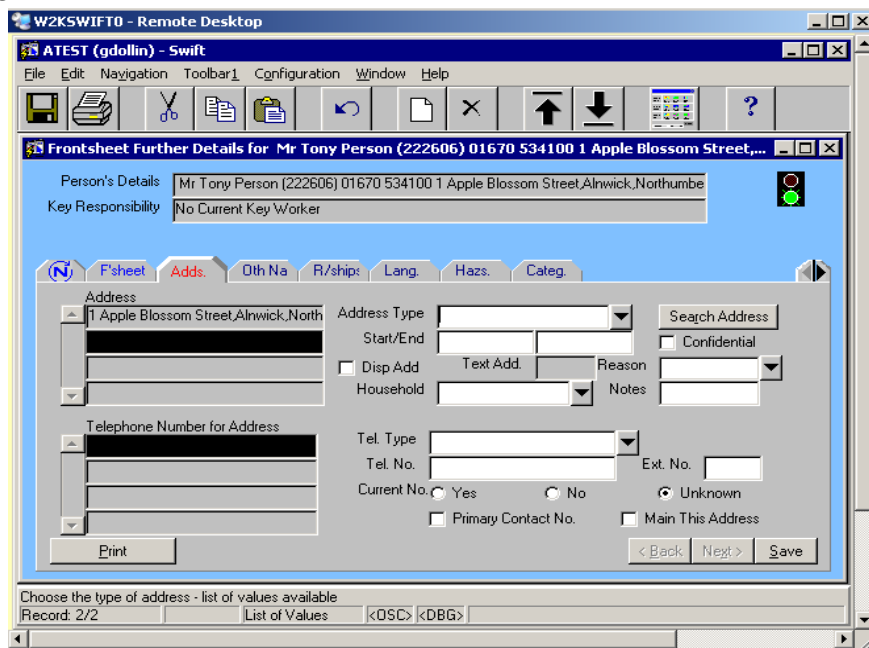 W2KSWIFT0 - Remote Desktop
ATEST (gdollin) - Swift
File Edit Navigation Toolbar1 Configuration Window Help
Frontsheet Further Details for Mr Tony Person (222606) 01670 534100 1 Apple Blossom Street,...
Person's Details Mr Tony Person (222606) 01670 534100 1 Apple Blossom Street,Alnwick,Northumbe
Key Responsibility No Current Key Worker
N F'sheet Adds. Oth Na R/ships Lang. Hazs. Categ.
Address
1 Apple Blossom Street,Alnwick,North Address Type Search Address
Start/End Confidential
Disp Add Text Add. Reason
Household Notes
Telephone Number for Address
Tel. Type
Tel. No. Ext. No.
Current No. Yes No Unknown
Primary Contact No. Main This Address
Print < Back Next > Save
Choose the type of address - list of values available
Record: 2/2 List of Values <OSC> <DBG>